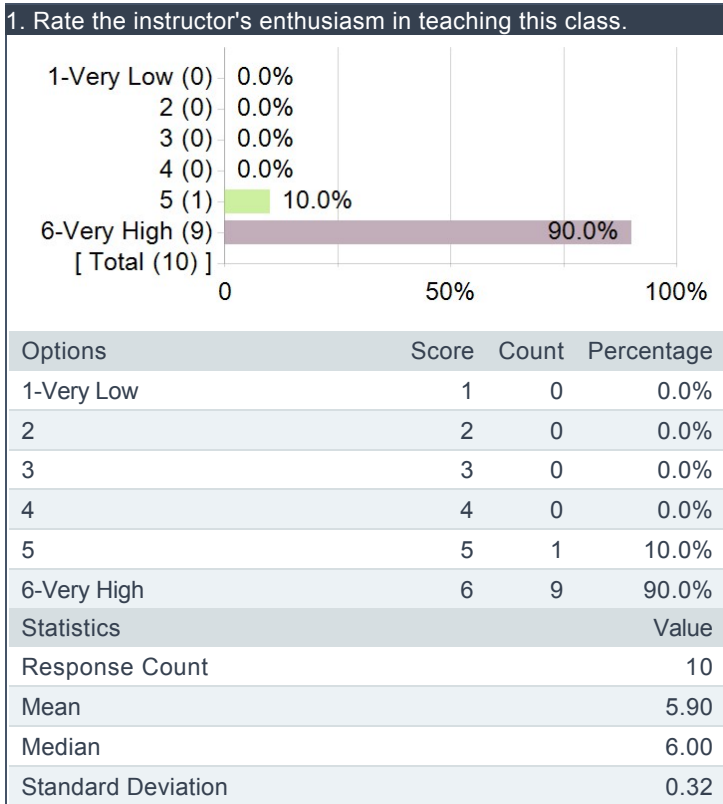 1. Rate the instructor's enthusiasm in teaching this class.
1-Very Low (0) 0.0%
2 (0) 0.0%
3 (0) 0.0%
4 (0) 0.0%
5 (1) 10.0%
6-Very High (9) 90.0%
[ Total (10) ]
0 50% 100%
Options Score Count Percentage
1-Very Low 1 0 0.0%
2 2 0 0.0%
3 3 0 0.0%
4 4 0 0.0%
5 5 1 10.0%
6-Very High 6 9 90.0%
Statistics Value
Response Count 10
Mean 5.90
Median 6.00
Standard Deviation 0.32